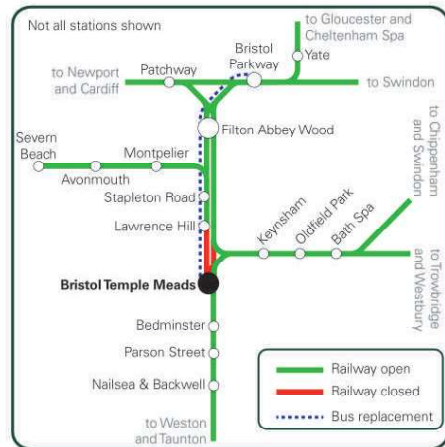 Not all stations shown
to Gloucester and
Cheltenham Spa
Bristol
Parkway
Yate
to Newport
and Cardiff
Patchway
to Swindon
Filton Abbey Wood
to Chippenham
and Swindon
Severn
Beach
Montpelier
Avonmouth
Stapleton Road
Lawrence Hill
Keynsham
Oldfield Park
Bath Spa
Bristol Temple Meads
to Trowbridge
and Westbury
Bedminster
Parson Street
Nailsea & Backwell
to Weston
and Taunton
Railway open
Railway closed
Bus replacement